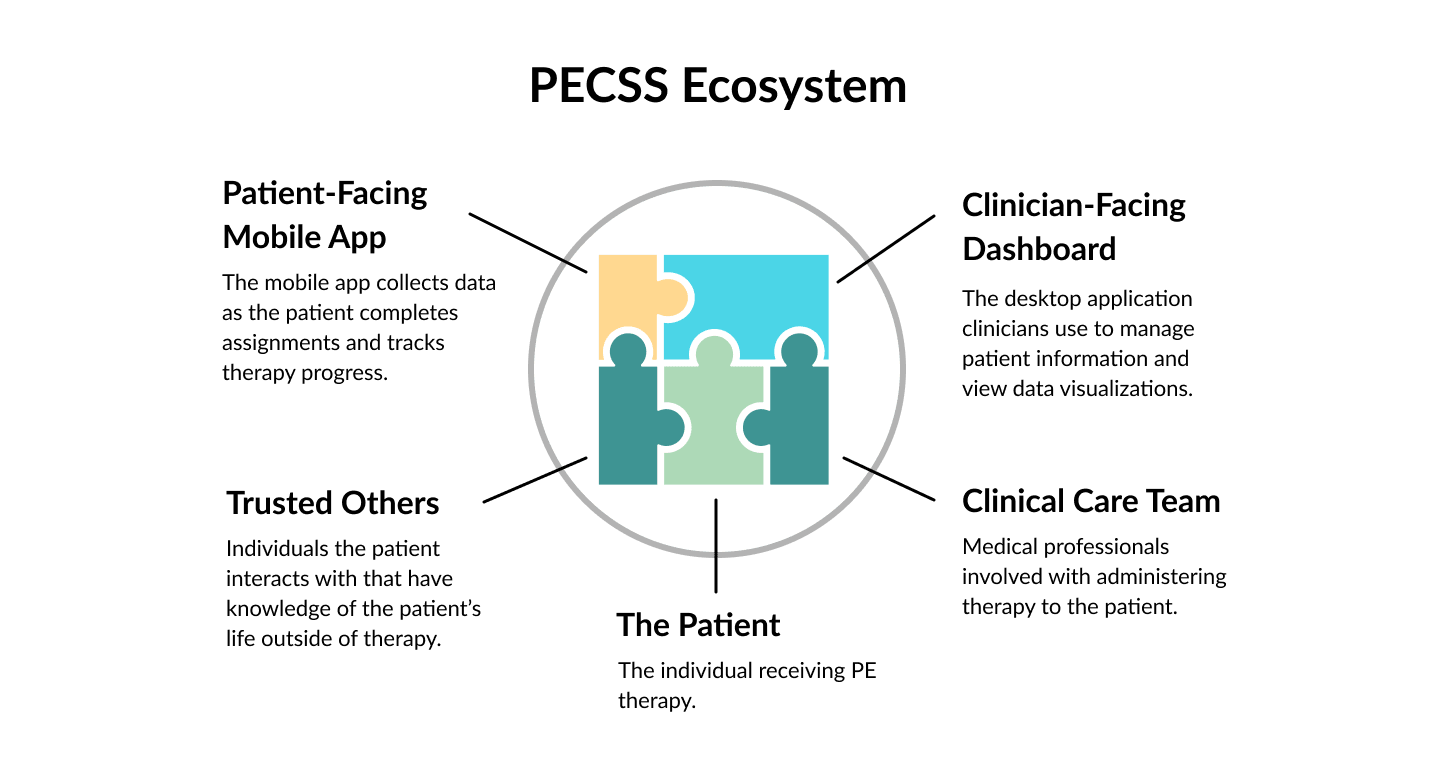 PECSS Ecosystem
Patient-Facing
Mobile App
The mobile app collects data
as the patient completes
assignments and tracks
therapy progress.
Clinician-Facing
Dashboard
The desktop application
clinicians use to manage
patient information and
view data visualizations.
Trusted Others
Individuals the patient
interacts with that have
knowledge of the patient’s
life outside of therapy.
The Patient
The individual receiving PE
therapy.
Clinical Care Team
Medical professionals
involved with administering
therapy to the patient.